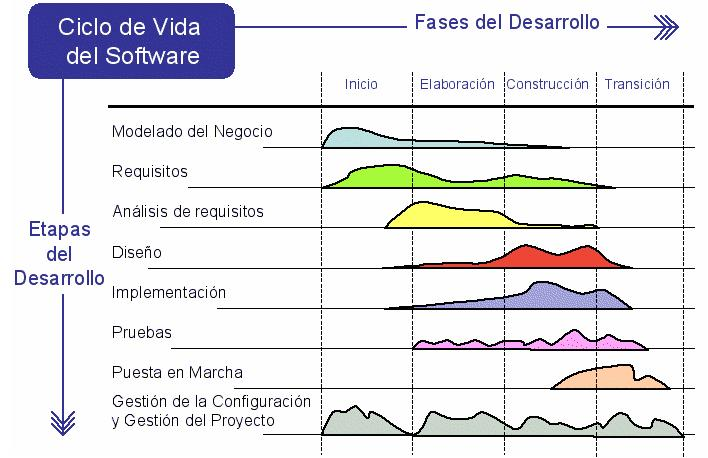 Ciclo de Vida
del Software
Fases del Desarrollo
Inicio
Elaboración
Construcción
Transición
Modelado del Negocio
Requisitos
Análisis de requisitos
Etapas
del
Desarrollo
Diseño
Implementación
Pruebas
Puesta en Marcha
Gestión de la Configuración
y Gestión del Proyecto